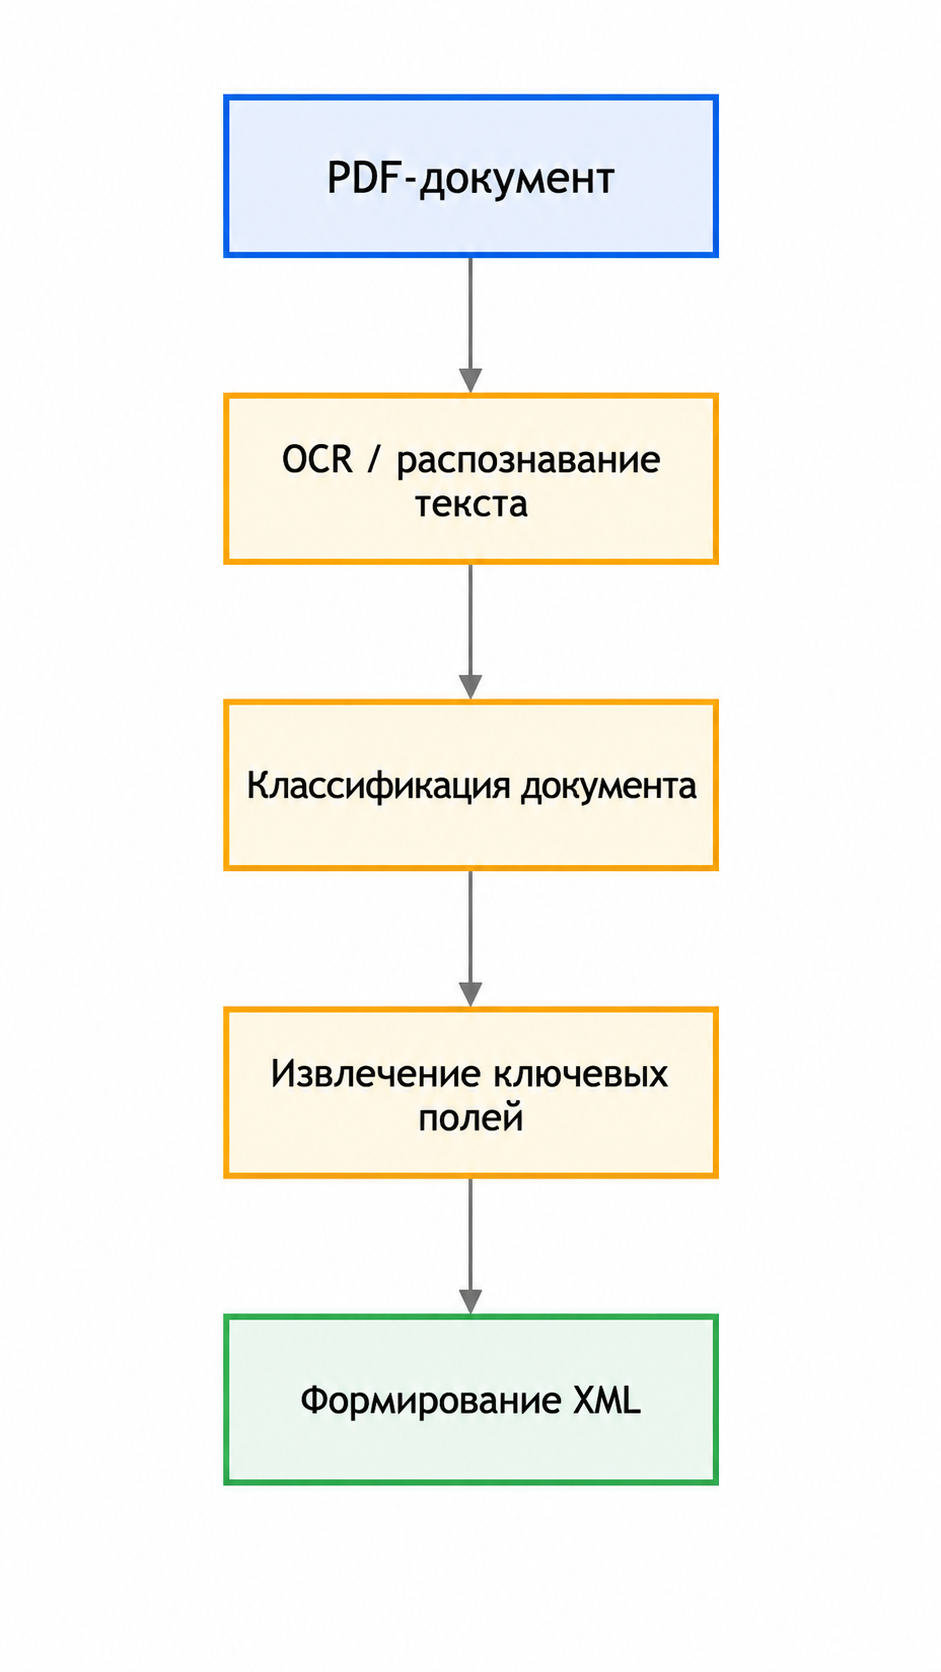 PDF-документ
OCR / распознавание
текста
Классификация документа
Извлечение ключевых
полей
Формирование XML